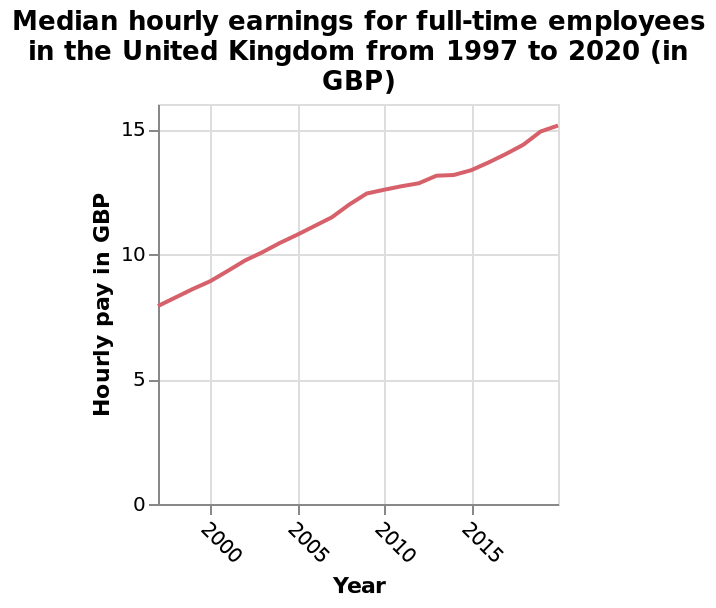 Median hourly earnings for full-time employees
in the United Kingdom from 1997 to 2020 (in
GBP)
15
10
5
0
Hourly pay in GBP
2000
2005
2010
2015
Year